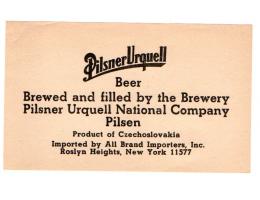 Pilsner Urquell
Beer
Brewed and filled by the Brewery
Pilsner Urquell National Company
Pilsen
Product of Czechoslovakia
Imported by All Brand Importers, Inc.
Roslyn Heights, New York 11577